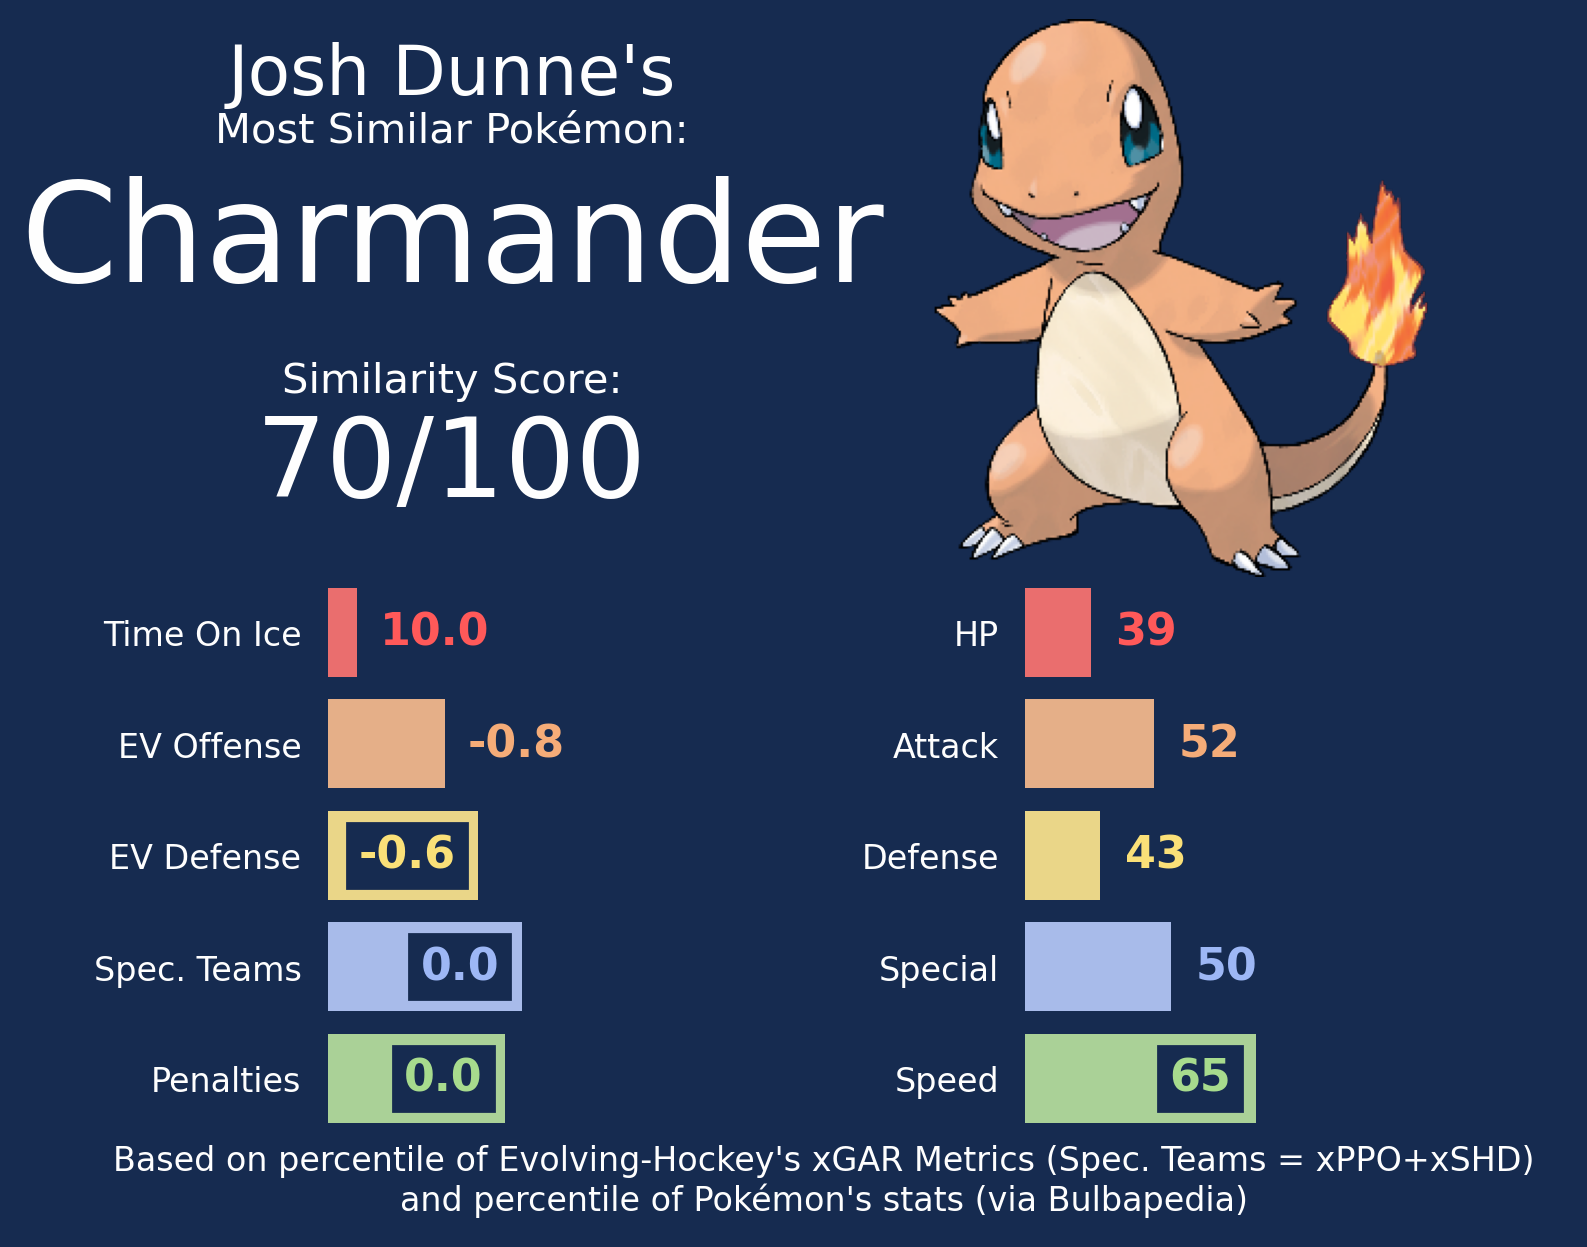 Josh Dunne's
Most Similar Pokémon:
Charmander
Similarity Score:
70/100
Time On Ice 10.0
EV Offense -0.8
EV Defense -0.6
Spec. Teams 0.0
Penalties 0.0
HP 39
Attack 52
Defense 43
Special 50
Speed 65
Based on percentile of Evolving-Hockey's xGAR Metrics (Spec. Teams = xPPO+xSHD)
and percentile of Pokémon's stats (via Bulbapedia)